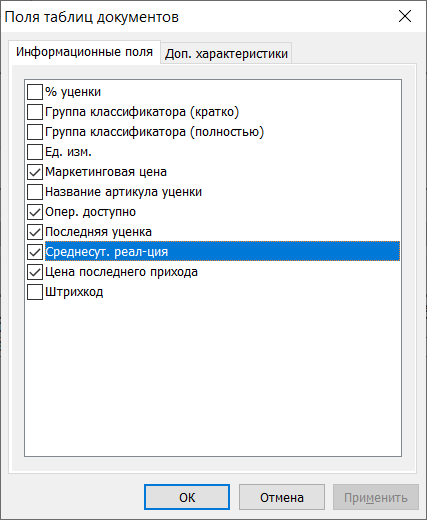 Поля таблиц документов
Информационные поля
Доп. характеристики
% уценки
Группа классификатора (кратко)
Группа классификатора (полностью)
Ед. изм.
Маркетинговая цена
Название артикула уценки
Опер. доступно
Последняя уценка
Среднесут. реал-ция
Цена последнего прихода
Штрихкод
ОК
Отмена
Применить